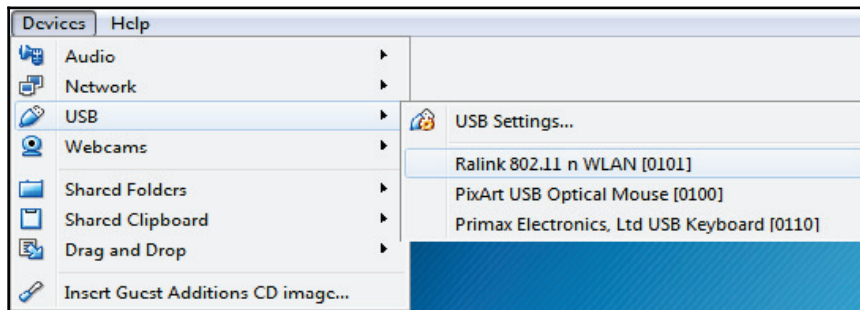 Devices Help
Audio
Network
USB
USB Settings...
Webcams
Ralink 802.11 n WLAN [0101]
Shared Folders
PixArt USB Optical Mouse [0100]
Shared Clipboard
Primax Electronics, Ltd USB Keyboard [0110]
Drag and Drop
Insert Guest Additions CD image...